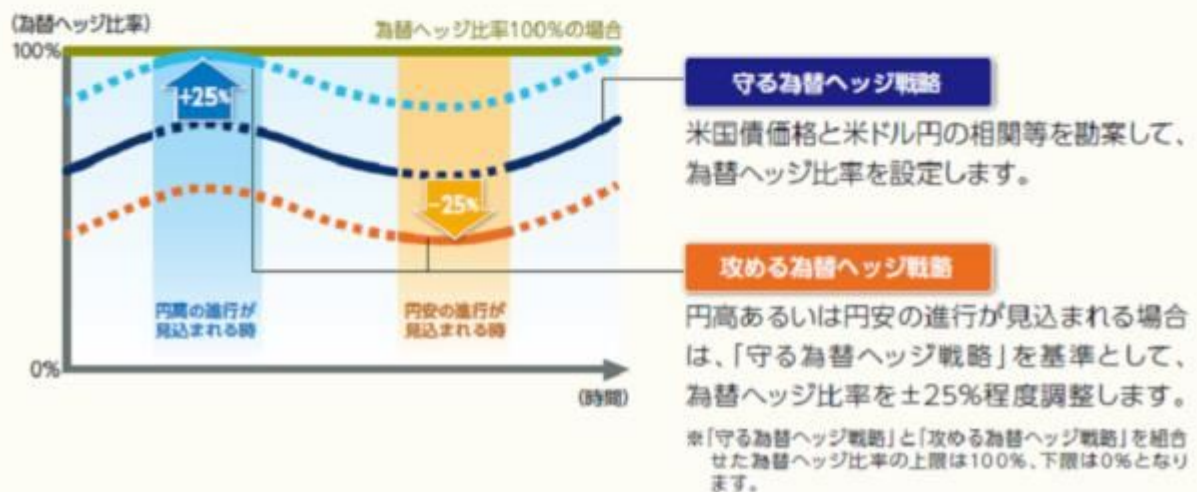 （為替ヘッジ比率）
為替ヘッジ比率100%の場合
100%
+25%
-25%
円高の進行が
見込まれる時
円安の進行が
見込まれる時
0%
（時間）
守る為替ヘッジ戦略
米国債価格と米ドル円の相関等を勘案して、
為替ヘッジ比率を設定します。
攻める為替ヘッジ戦略
円高あるいは円安の進行が見込まれる場合
は、「守る為替ヘッジ戦略」を基準として、
為替ヘッジ比率を±25%程度調整します。
※「守る為替ヘッジ戦略」と「攻める為替ヘッジ戦略」を組合
せた為替ヘッジ比率の上限は100%、下限は0%となり
ます。